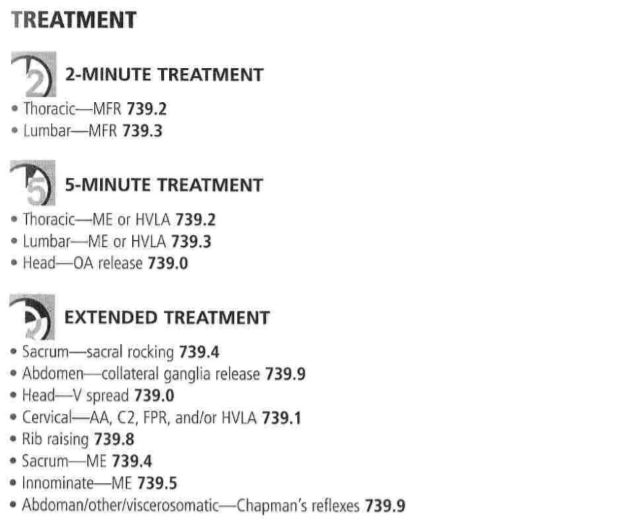 TREATMENT
2
2-MINUTE TREATMENT
• Thoracic—MFR 739.2
• Lumbar—MFR 739.3
5
5-MINUTE TREATMENT
• Thoracic—ME or HVLA 739.2
• Lumbar—ME or HVLA 739.3
• Head—OA release 739.0
EXTENDED TREATMENT
• Sacrum—sacral rocking 739.4
• Abdomen—collateral ganglia release 739.9
• Head—V spread 739.0
• Cervical—AA, C2, FPR, and/or HVLA 739.1
• Rib raising 739.8
• Sacrum—ME 739.4
• Innominate—ME 739.5
• Abdoman/other/viscerosomatic—Chapman's reflexes 739.9